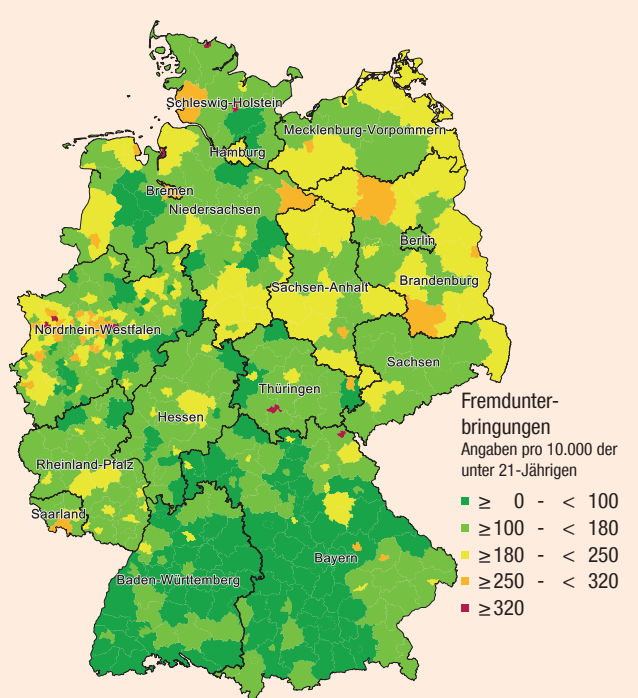 Schleswig-Holstein
Mecklenburg-Vorpommern
Hamburg
Bremen
Niedersachsen
Berlin
Brandenburg
Sachsen-Anhalt
Nordrhein-Westfalen
Sachsen
Thüringen
Hessen
Rheinland-Pfalz
Saarland
Bayern
Baden-Württemberg
Fremdunter-
bringungen
Angaben pro 10.000 der
unter 21-Jährigen
≥ 0 - < 100
≥100 - < 180
≥180 - < 250
≥250 - < 320
≥320